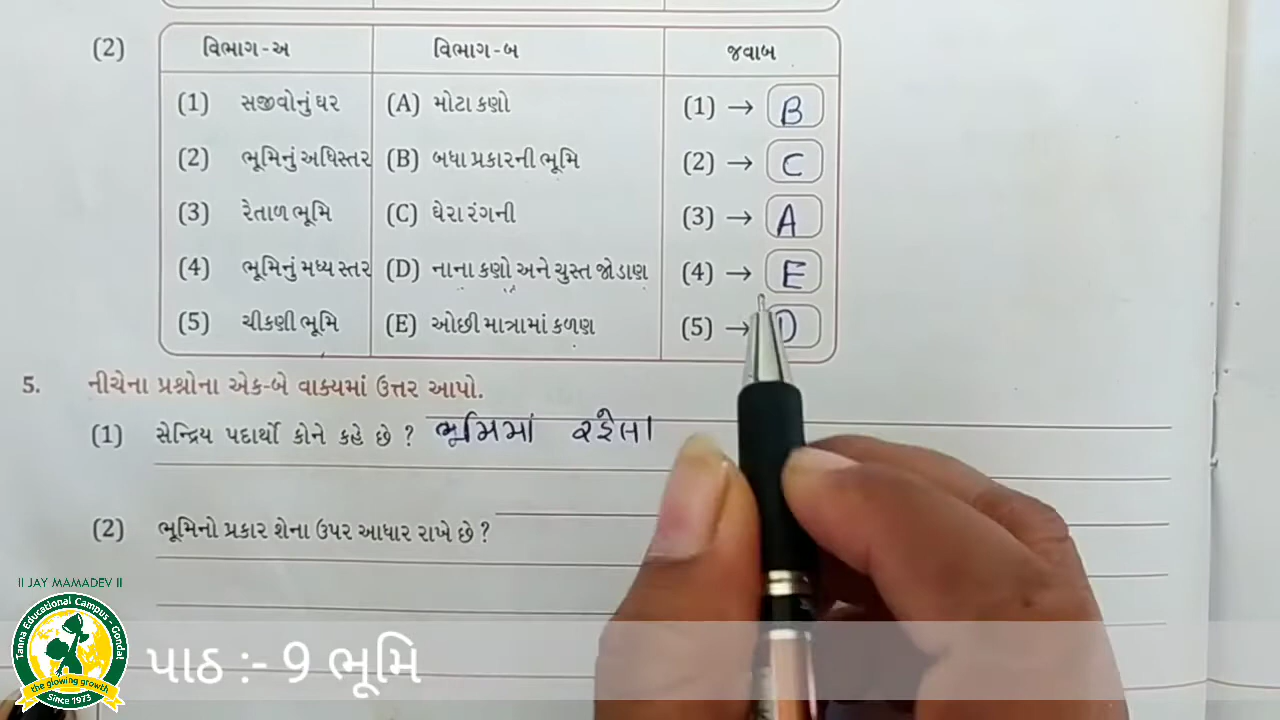 (2) વિભાગ-અ વિભાગ-બ જવાબ
(1) સજીવોનું ઘર (A) મોટા કણો (1) → B
(2) ભૂમિનું અધિસ્તર (B) બધા પ્રકારની ભૂમિ (2) → C
(3) રેતાળ ભૂમિ (C) ઘેરા રંગની (3) → A
(4) ભૂમિનું મધ્ય સ્તર (D) નાના કણો અને ચુસ્ત જોડાણ (4) → E
(5) ચીકણી ભૂમિ (E) ઓછી માત્રામાં કળણ (5) → D
5. નીચેના પ્રશ્નોના એક-બે વાક્યમાં ઉત્તર આપો.
(1) સેન્દ્રિય પદાર્થો કોને કહે છે ? ભૂમિમાં રહેલા
(2) ભૂમિનો પ્રકાર શેના ઉપર આધાર રાખે છે ?
II JAY MAMADEV II
Tanna Educational Campus - Gondal
the glowing growth
Since 1973
પાઠ :- 9 ભૂમિ